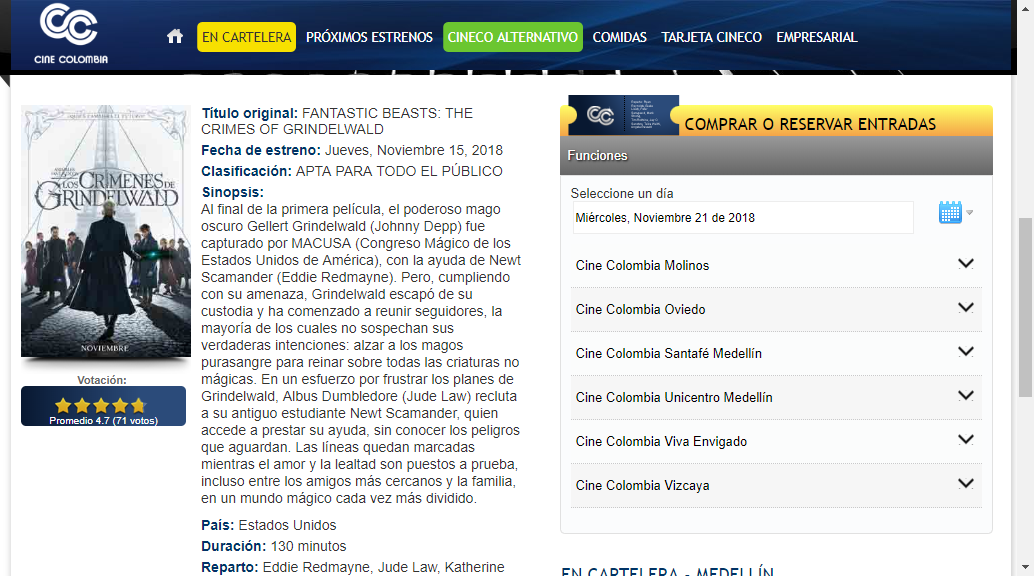 CINE COLOMBIA
EN CARTELERA
PRÓXIMOS ESTRENOS
CINECO ALTERNATIVO
COMIDAS
TARJETA CINECO
EMPRESARIAL
LOS CRÍMENES DE
GRINDELWALD
NOVIEMBRE
Votación:
Promedio 4.7 (71 votos)
Título original: FANTASTIC BEASTS: THE
CRIMES OF GRINDELWALD
Fecha de estreno: Jueves, Noviembre 15, 2018
Clasificación: APTA PARA TODO EL PÚBLICO
Sinopsis:
Al final de la primera película, el poderoso mago
oscuro Gellert Grindelwald (Johnny Depp) fue
capturado por MACUSA (Congreso Mágico de los
Estados Unidos de América), con la ayuda de Newt
Scamander (Eddie Redmayne). Pero, cumpliendo
con su amenaza, Grindelwald escapó de su
custodia y ha comenzado a reunir seguidores, la
mayoría de los cuales no sospechan sus
verdaderas intenciones: alzar a los magos
purasangre para reinar sobre todas las criaturas no
mágicas. En un esfuerzo por frustrar los planes de
Grindelwald, Albus Dumbledore (Jude Law) recluta
a su antiguo estudiante Newt Scamander, quien
accede a prestar su ayuda, sin conocer los peligros
que aguardan. Las líneas quedan marcadas
mientras el amor y la lealtad son puestos a prueba,
incluso entre los amigos más cercanos y la familia,
en un mundo mágico cada vez más dividido.
País: Estados Unidos
Duración: 130 minutos
Reparto: Eddie Redmayne, Jude Law, Katherine
COMPRAR O RESERVAR ENTRADAS
Funciones
Seleccione un día
Miércoles, Noviembre 21 de 2018
Cine Colombia Molinos
Cine Colombia Oviedo
Cine Colombia Santafé Medellín
Cine Colombia Unicentro Medellín
Cine Colombia Viva Envigado
Cine Colombia Vizcaya
EN CARTELERA - MEDELLÍN